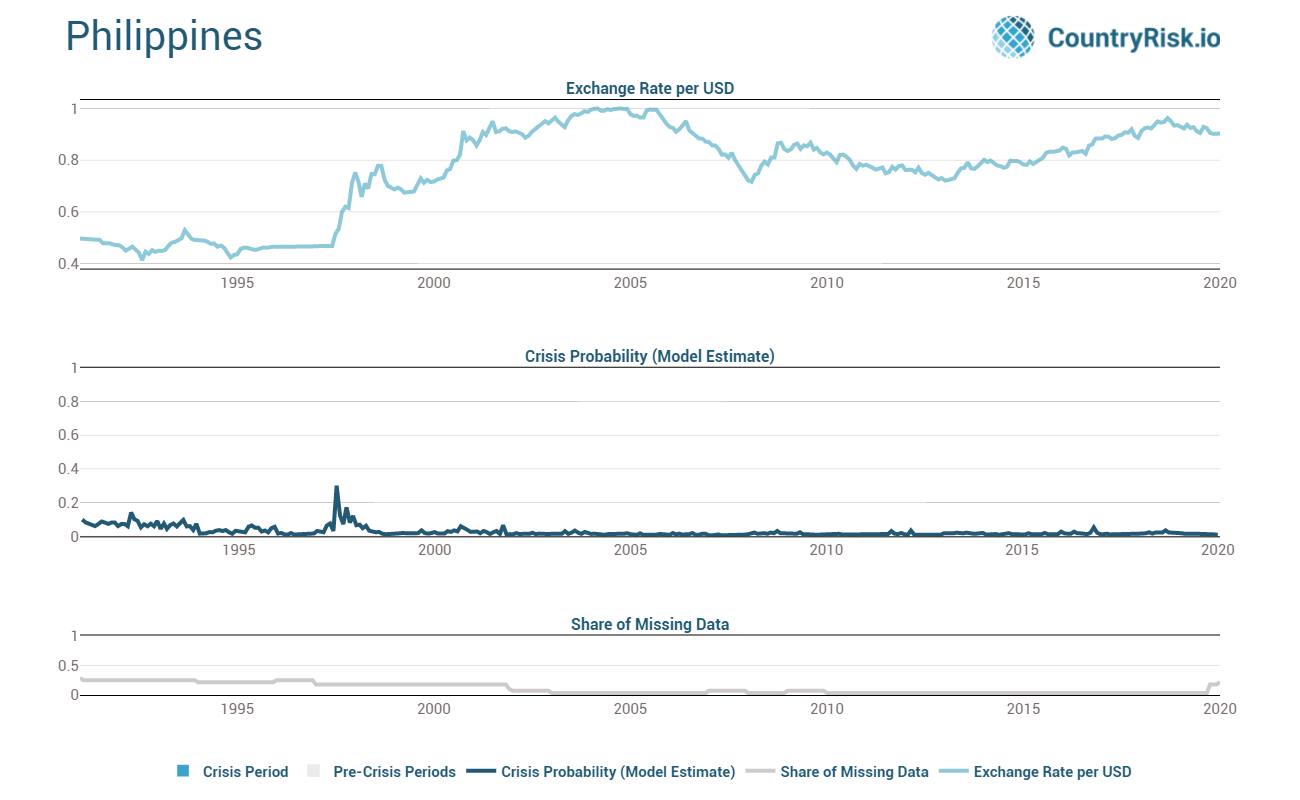 Philippines
CountryRisk.io
Exchange Rate per USD
1
0.8
0.6
0.4
1995 2000 2005 2010 2015 2020
Crisis Probability (Model Estimate)
1
0.8
0.6
0.4
0.2
0
1995 2000 2005 2010 2015 2020
Share of Missing Data
1
0.5
0
1995 2000 2005 2010 2015 2020
Crisis Period Pre-Crisis Periods Crisis Probability (Model Estimate) Share of Missing Data Exchange Rate per USD